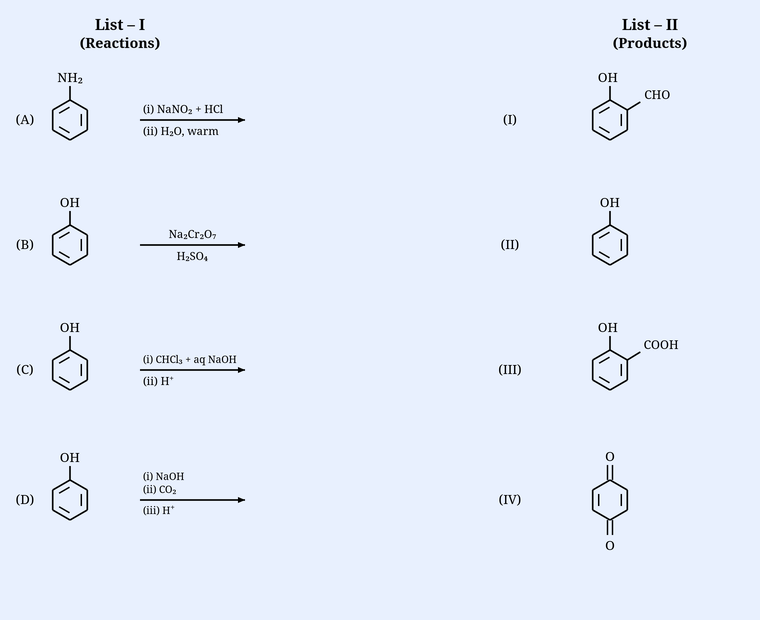 List – I
(Reactions)
List – II
(Products)
NH₂
(A)
(i) NaNO₂ + HCl
(ii) H₂O, warm
OH
CHO
(I)
OH
(B)
Na₂Cr₂O₇
H₂SO₄
OH
(II)
OH
(C)
(i) CHCl₃ + aq NaOH
(ii) H⁺
OH
COOH
(III)
OH
(D)
(i) NaOH
(ii) CO₂
(iii) H⁺
O
(IV)
O